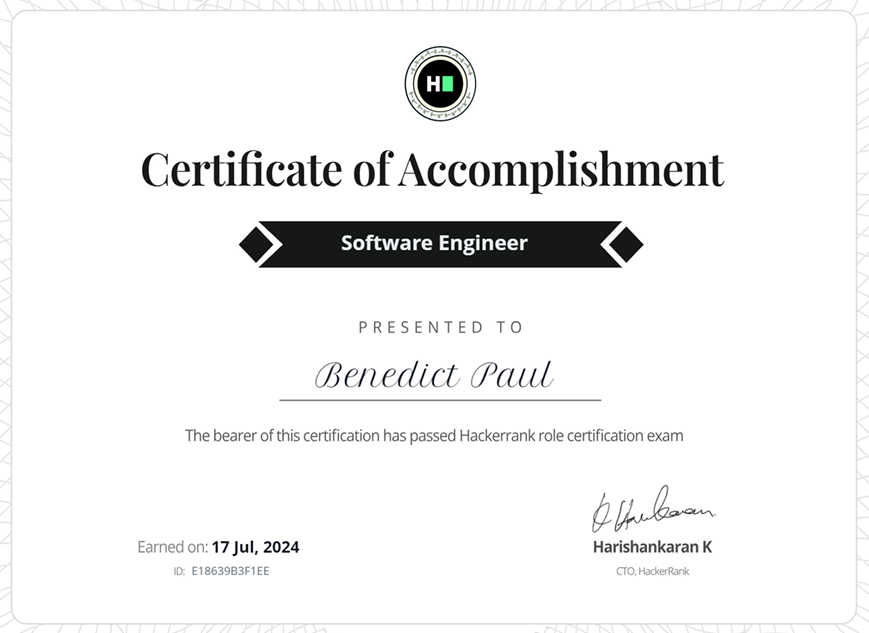 H
Certificate of Accomplishment
Software Engineer
PRESENTED TO
Benedict Paul
The bearer of this certification has passed Hackerrank role certification exam
Earned on: 17 Jul, 2024
ID: E18639B3F1EE
Harishankaran K
CTO, HackerRank